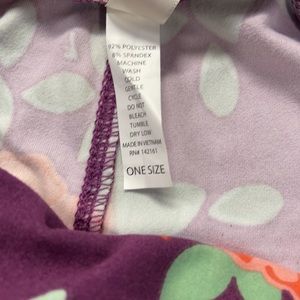 92% POLYESTER
8% SPANDEX
MACHINE
WASH
COLD
GENTLE
CYCLE
DO NOT
BLEACH
TUMBLE
DRY LOW
MADE IN VIETNAM
RN# 142161
ONE SIZE